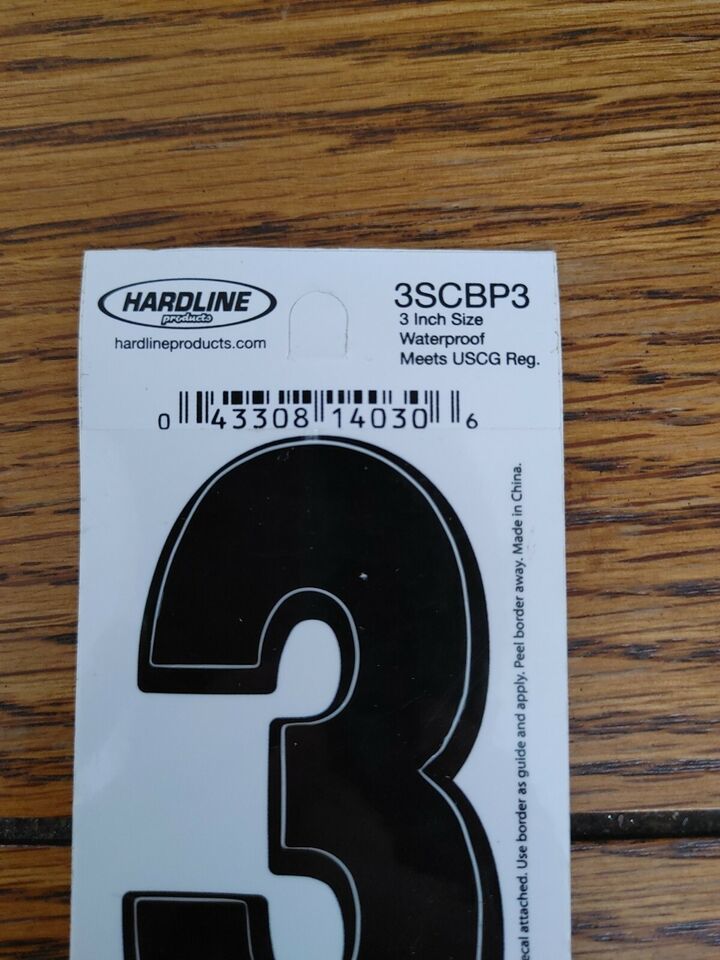 HARDLINE
products
hardlineproducts.com
3SCBP3
3 Inch Size
Waterproof
Meets USCG Reg.
0 43308 14030 6
3
attached. Use border as guide and apply. Peel border away. Made in China.